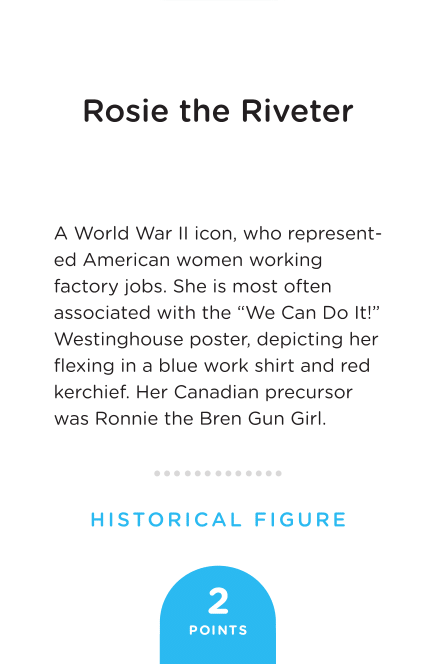 Rosie the Riveter
A World War II icon, who represent-
ed American women working
factory jobs. She is most often
associated with the “We Can Do It!”
Westinghouse poster, depicting her
flexing in a blue work shirt and red
kerchief. Her Canadian precursor
was Ronnie the Bren Gun Girl.
HISTORICAL FIGURE
2
POINTS